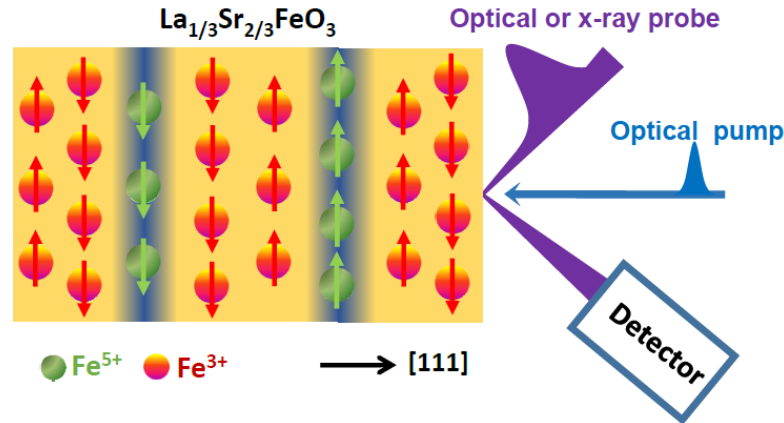 La1/3Sr2/3FeO3
Optical or x-ray probe
Optical pump
Detector
Fe5+
Fe3+
[111]